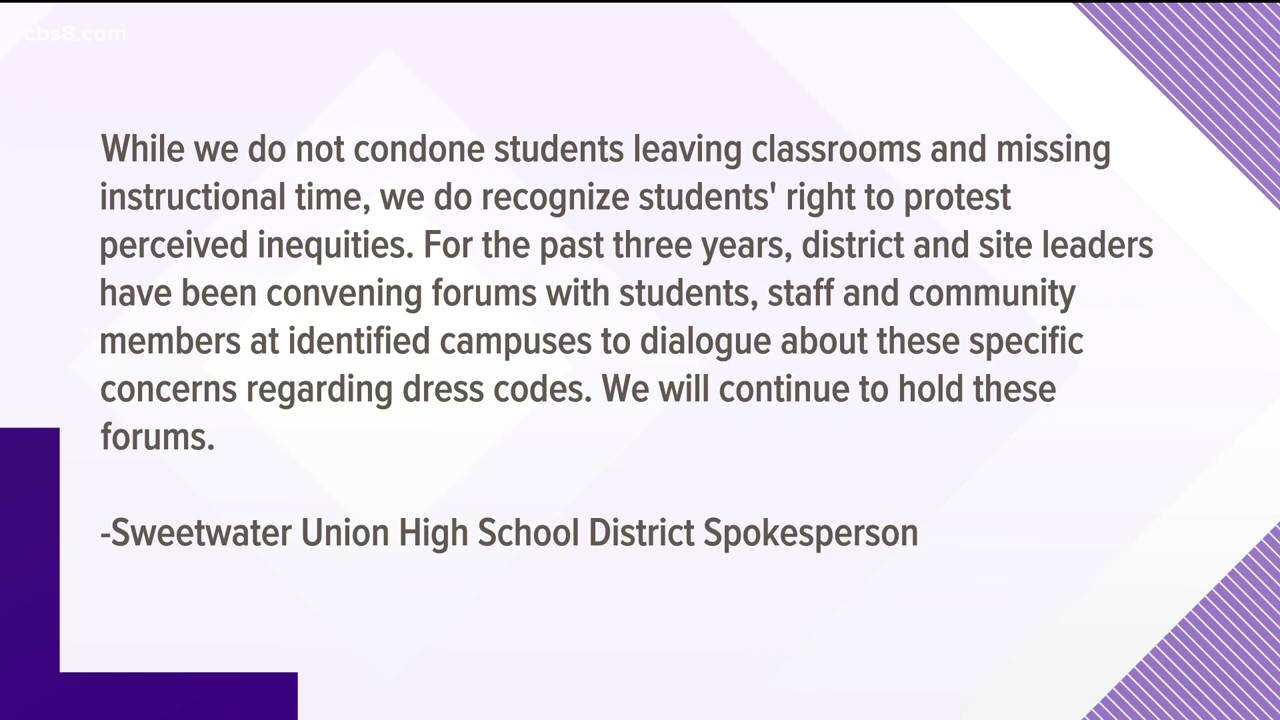 cbs8.com
While we do not condone students leaving classrooms and missing
instructional time, we do recognize students' right to protest
perceived inequities. For the past three years, district and site leaders
have been convening forums with students, staff and community
members at identified campuses to dialogue about these specific
concerns regarding dress codes. We will continue to hold these
forums.
-Sweetwater Union High School District Spokesperson